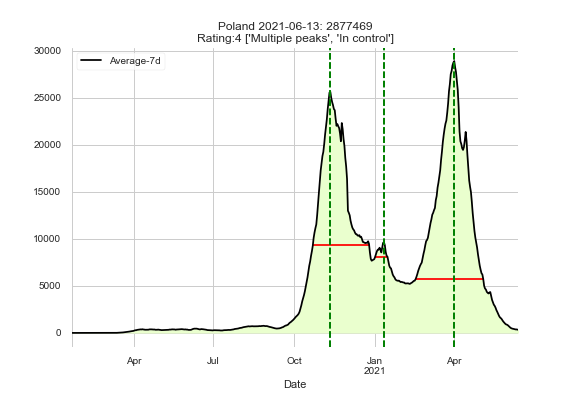 Poland 2021-06-13: 2877469
Rating:4 ['Multiple peaks', 'In control']
Average-7d
30000
25000
20000
15000
10000
5000
0
Apr
Jul
Oct
Jan
2021
Apr
Date